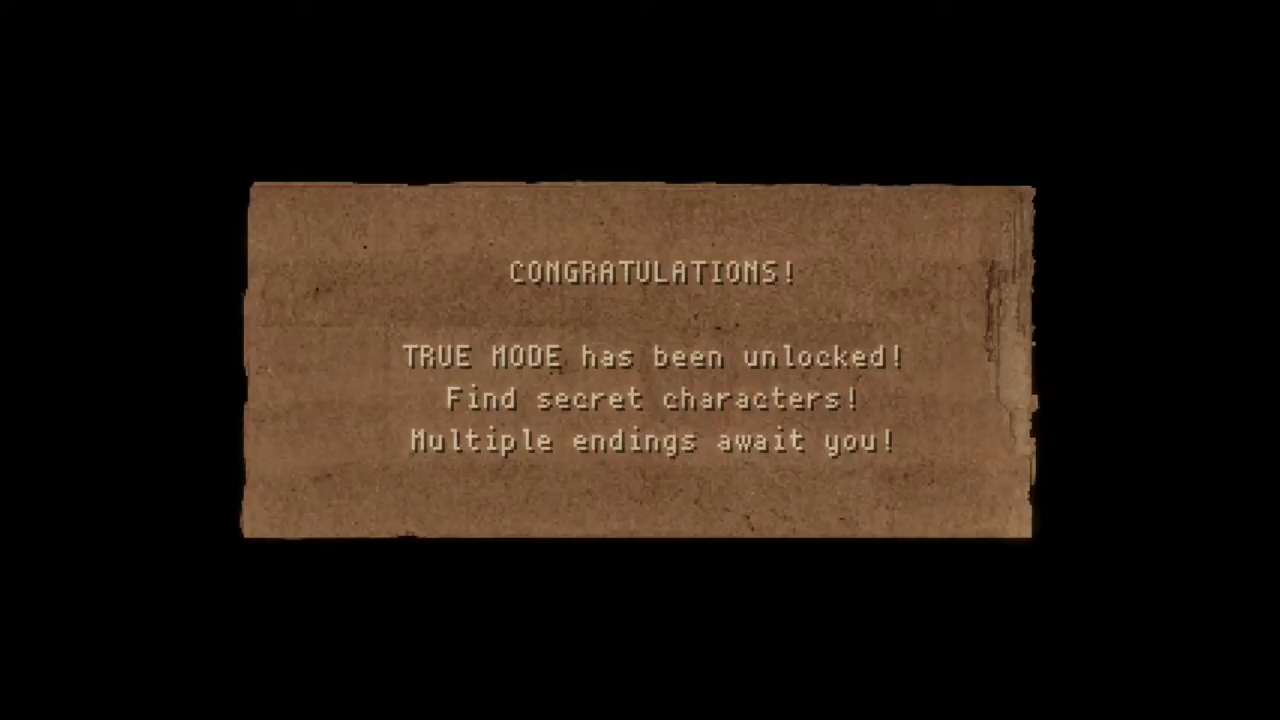 CONGRATULATIONS!
TRUE MODE has been unlocked!
Find secret characters!
Multiple endings await you!